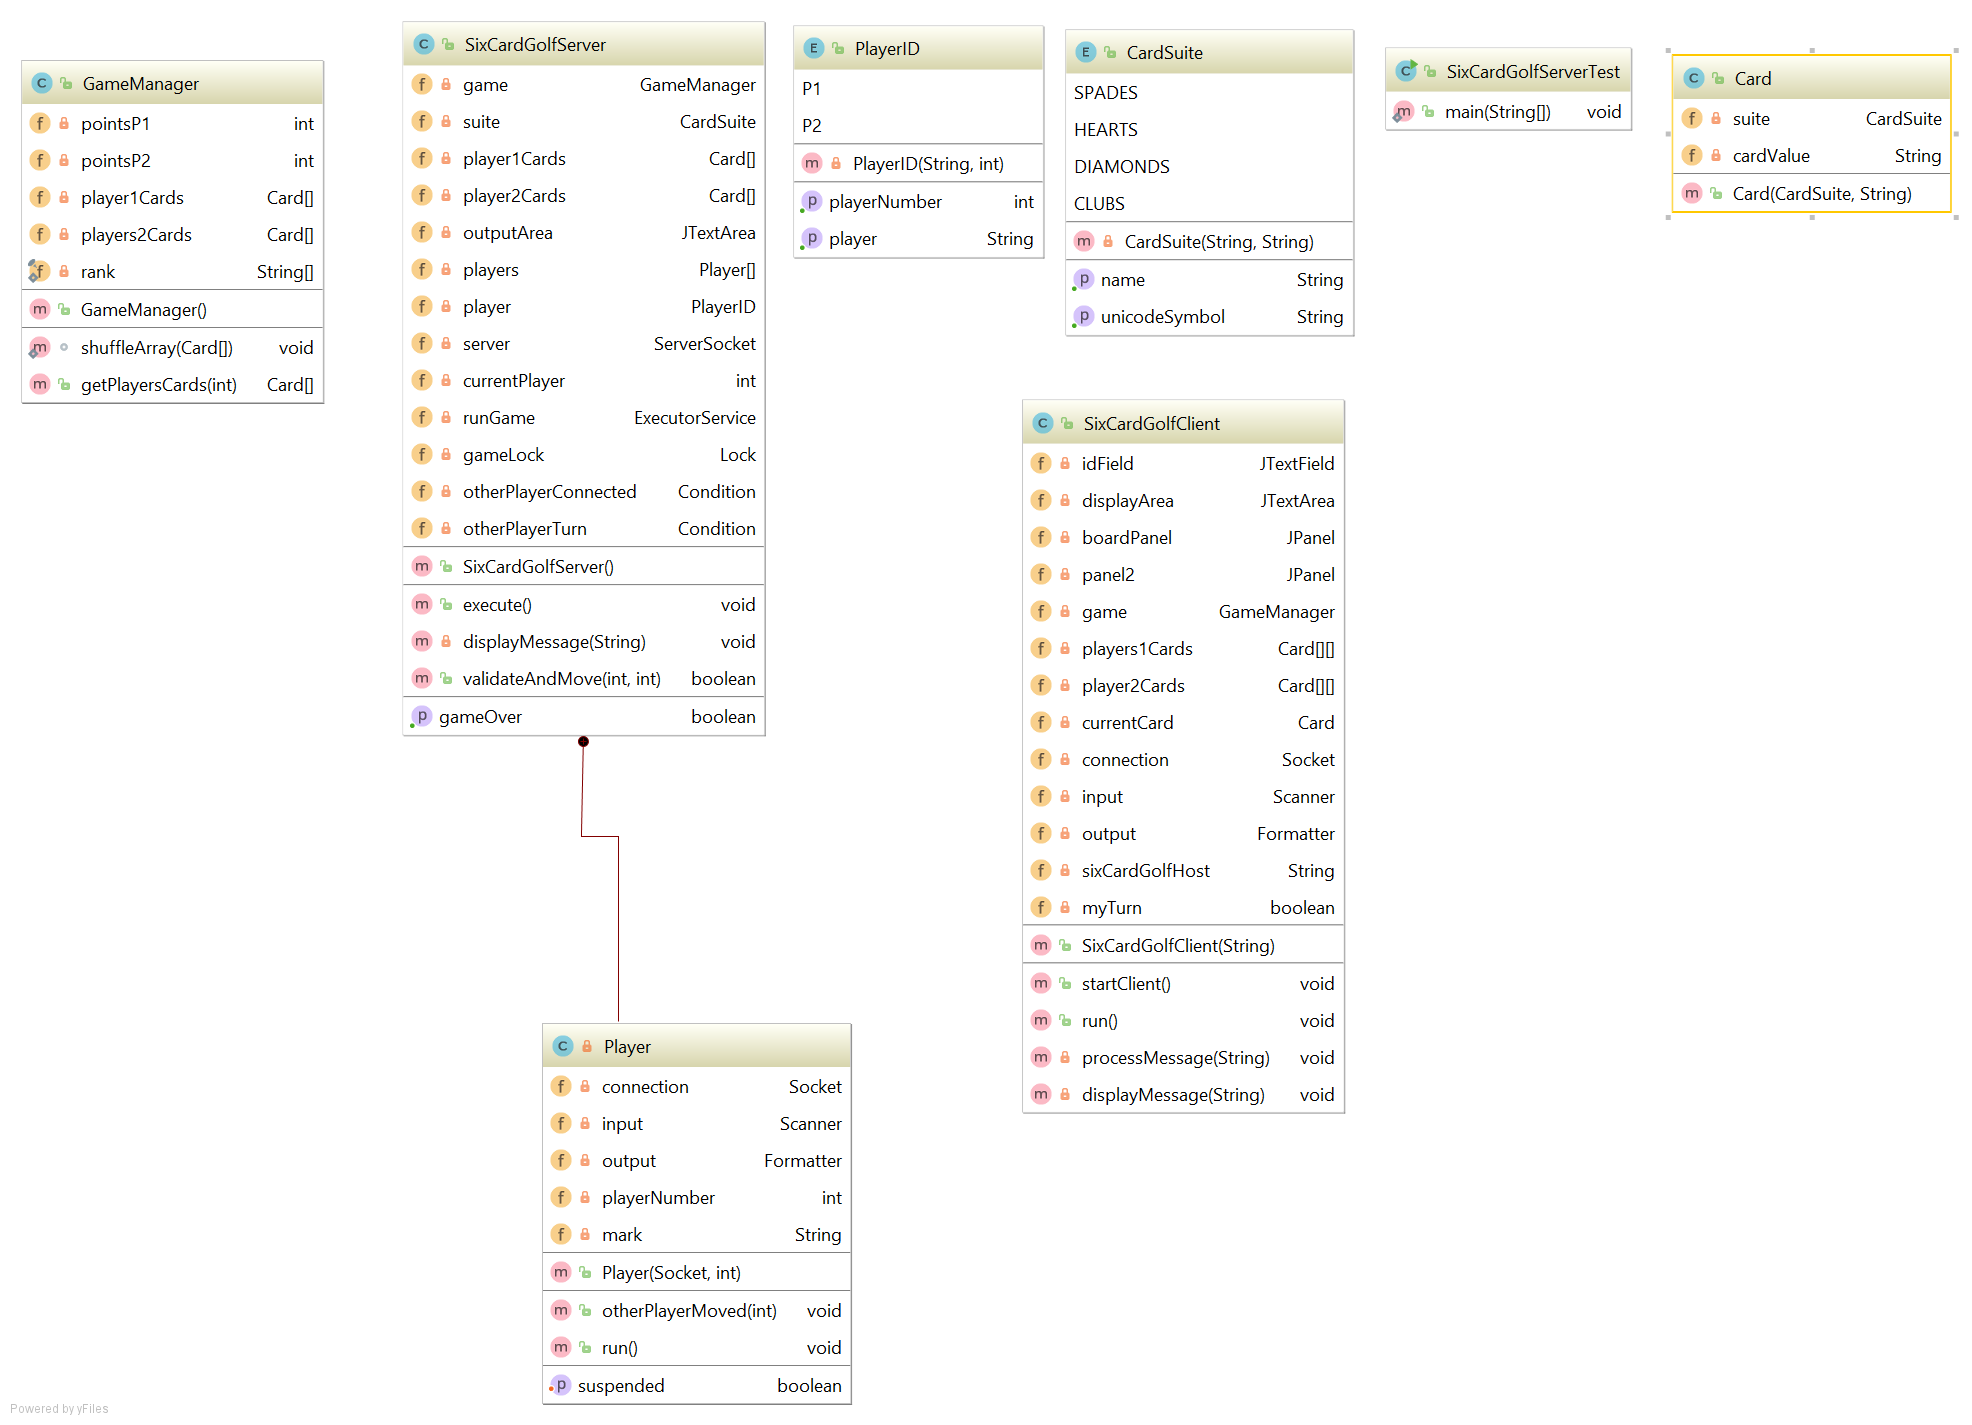 GameManager
pointsP1 int
pointsP2 int
player1Cards Card[]
players2Cards Card[]
rank String[]
GameManager()
shuffleArray(Card[]) void
getPlayersCards(int) Card[]
SixCardGolfServer
game GameManager
suite CardSuite
player1Cards Card[]
player2Cards Card[]
outputArea JTextArea
players Player[]
player PlayerID
server ServerSocket
currentPlayer int
runGame ExecutorService
gameLock Lock
otherPlayerConnected Condition
otherPlayerTurn Condition
SixCardGolfServer()
execute() void
displayMessage(String) void
validateAndMove(int, int) boolean
gameOver boolean
PlayerID
P1
P2
PlayerID(String, int)
playerNumber int
player String
CardSuite
SPADES
HEARTS
DIAMONDS
CLUBS
CardSuite(String, String)
name String
unicodeSymbol String
SixCardGolfServerTest
main(String[]) void
Card
suite CardSuite
cardValue String
Card(CardSuite, String)
SixCardGolfClient
idField JTextField
displayArea JTextArea
boardPanel JPanel
panel2 JPanel
game GameManager
players1Cards Card[][]
player2Cards Card[][]
currentCard Card
connection Socket
input Scanner
output Formatter
sixCardGolfHost String
myTurn boolean
SixCardGolfClient(String)
startClient() void
run() void
processMessage(String) void
displayMessage(String) void
Player
connection Socket
input Scanner
output Formatter
playerNumber int
mark String
Player(Socket, int)
otherPlayerMoved(int) void
run() void
suspended boolean
Powered by yFiles